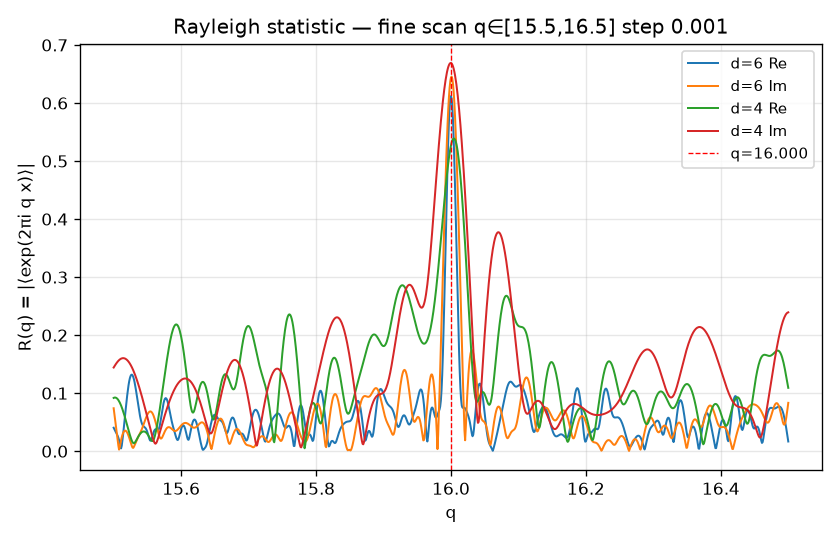 Rayleigh statistic — fine scan q∈[15.5,16.5] step 0.001
R(q) = |⟨exp(2πi q x)⟩|
0.7
0.6
0.5
0.4
0.3
0.2
0.1
0.0
d=6 Re
d=6 Im
d=4 Re
d=4 Im
q=16.000
15.6 15.8 16.0 16.2 16.4
q